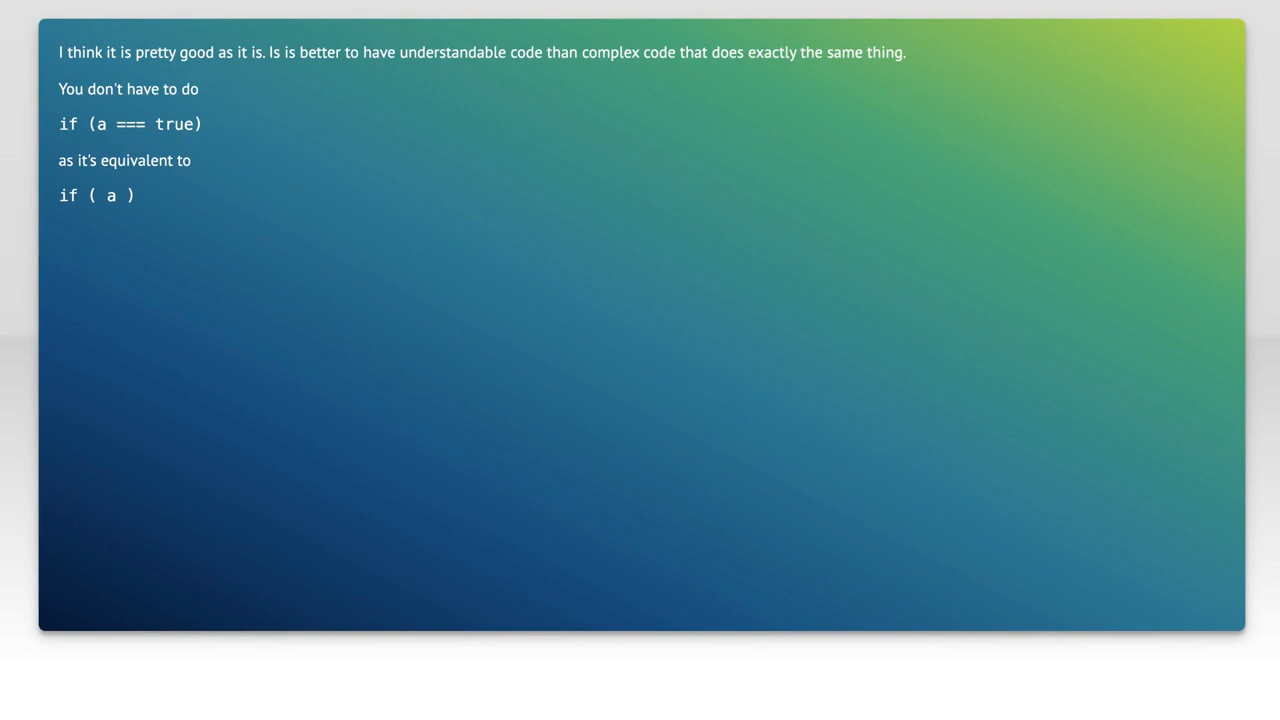 I think it is pretty good as it is. Is is better to have understandable code than complex code that does exactly the same thing.
You don't have to do
if (a === true)
as it's equivalent to
if ( a )